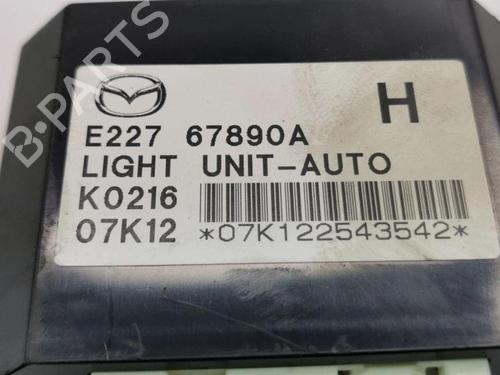 B-PARTS
H
E227 67890A
LIGHT UNIT-AUTO
K0216
07K12 *07K122543542*